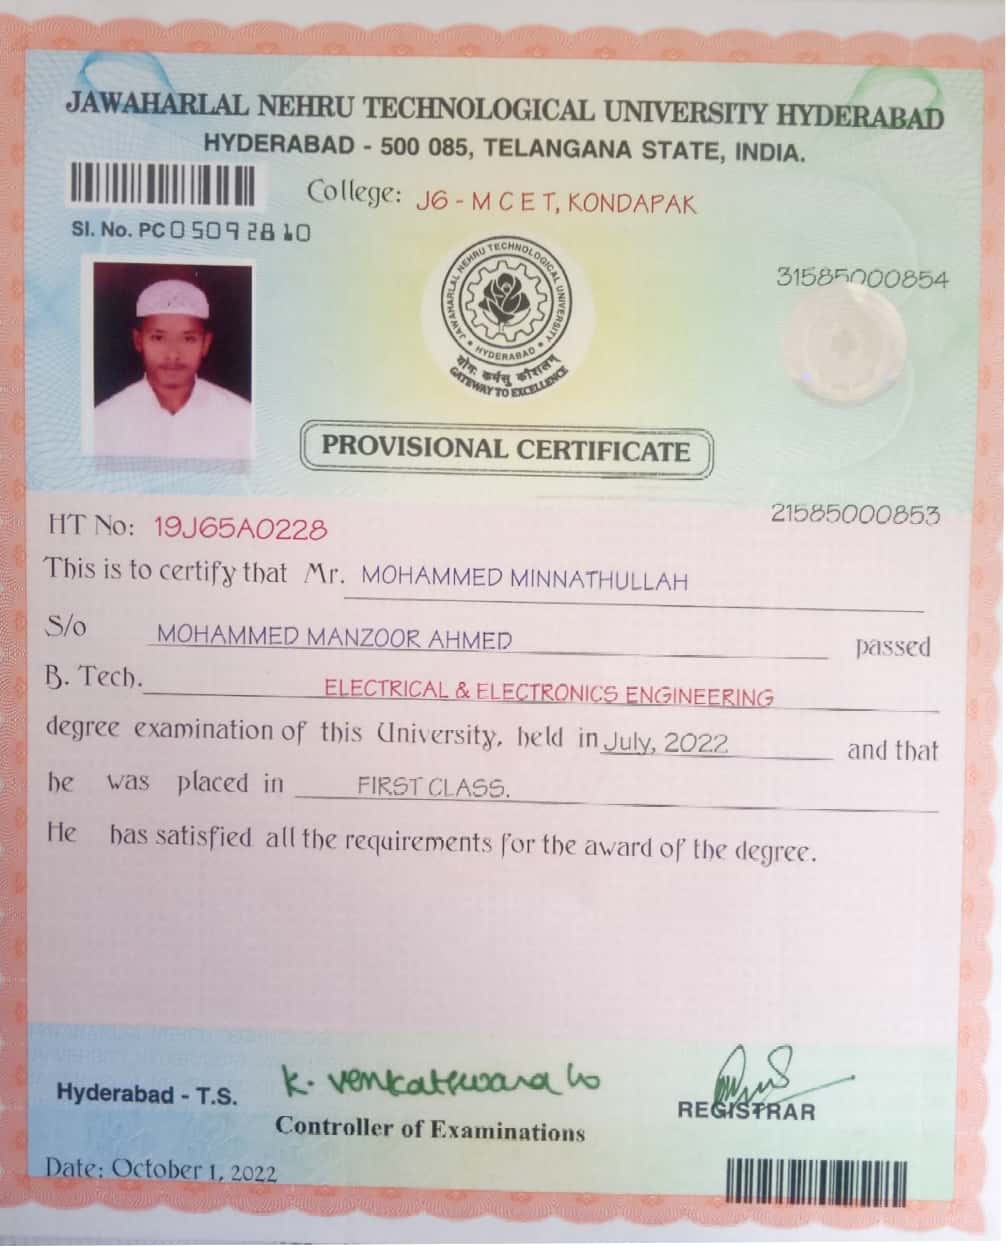 JAWAHARLAL NEHRU TECHNOLOGICAL UNIVERSITY HYDERABAD
HYDERABAD - 500 085, TELANGANA STATE, INDIA.
College: J6 - M C E T, KONDAPAK
Sl. No. PC 05092810
31585000854
JAWAHARLAL NEHRU TECHNOLOGICAL UNIVERSITY
* HYDERABAD *
योगः कर्मसु कौशलम्
GATEWAY TO EXCELLENCE
PROVISIONAL CERTIFICATE
21585000853
HT No: 19J65A0228
This is to certify that Mr. MOHAMMED MINNATHULLAH
S/o MOHAMMED MANZOOR AHMED passed
B. Tech. ELECTRICAL & ELECTRONICS ENGINEERING
degree examination of this University, held in July, 2022 and that
he was placed in FIRST CLASS.
He has satisfied all the requirements for the award of the degree.
Hyderabad - T.S.
K. Venkateswara
Controller of Examinations
REGISTRAR
Date: October 1, 2022